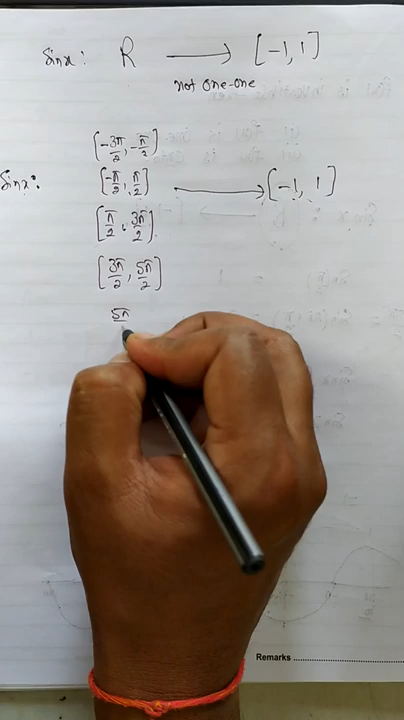 Sinx: R ⟶ [-1, 1]
not one-one
[-3π/2, -π/2]
Sinx: [-π/2, π/2] ⟶ [-1, 1]
[π/2, 3π/2]
[3π/2, 5π/2]
5π
Remarks